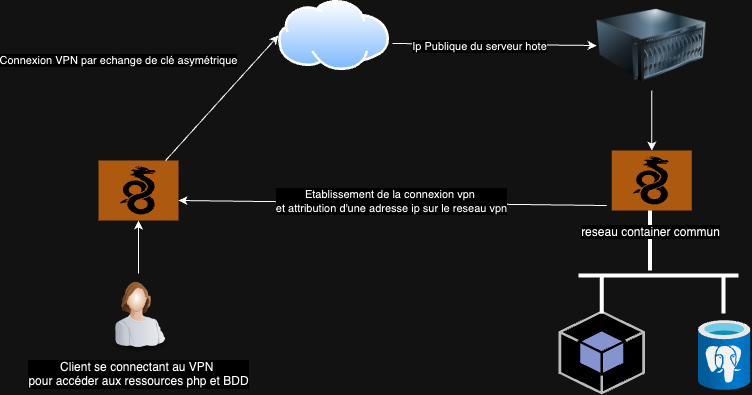 Connexion VPN par echange de clé asymétrique
Ip Publique du serveur hote
Etablissement de la connexion vpn
et attribution d'une adresse ip sur le reseau vpn
reseau container commun
Client se connectant au VPN
pour accéder aux ressources php et BDD